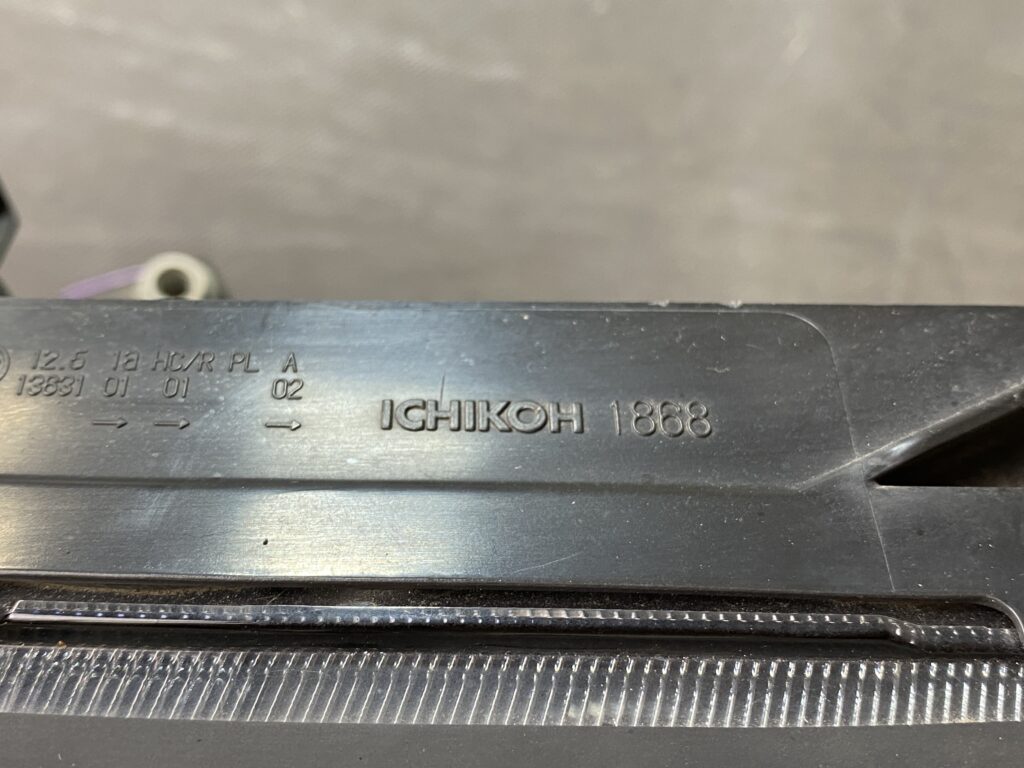 12.5 1a HC/R PL A
13831 01 01 02
→ → →
ICHIKOH 1868